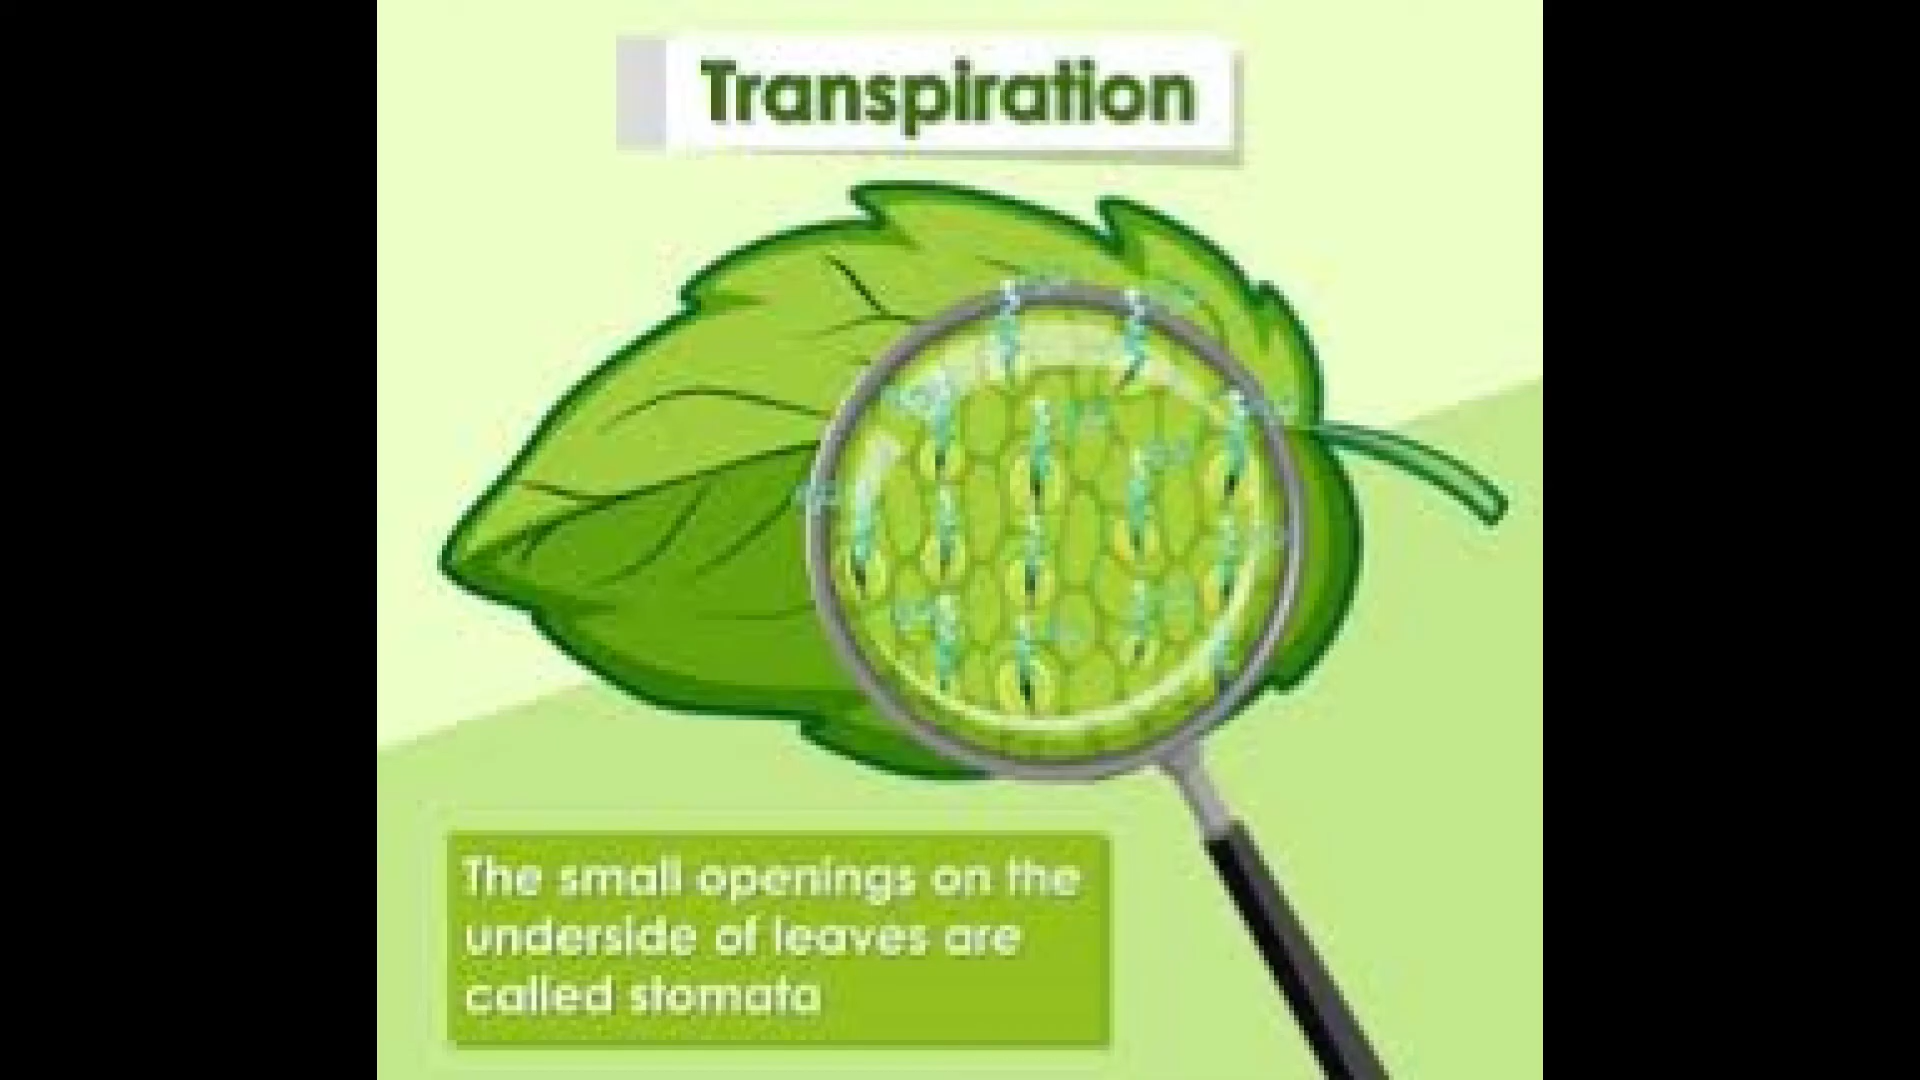 Transpiration
The small openings on the
underside of leaves are
called stomata